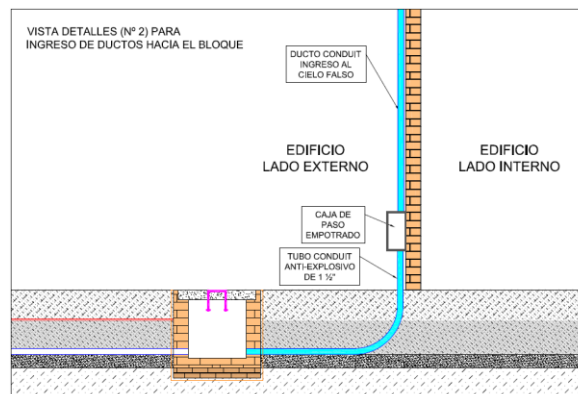 VISTA DETALLES (Nº 2) PARA
INGRESO DE DUCTOS HACIA EL BLOQUE
DUCTO CONDUIT
INGRESO AL
CIELO FALSO
EDIFICIO
LADO EXTERNO
EDIFICIO
LADO INTERNO
CAJA DE
PASO
EMPOTRADO
TUBO CONDUIT
ANTI-EXPLOSIVO
DE 1 ½"